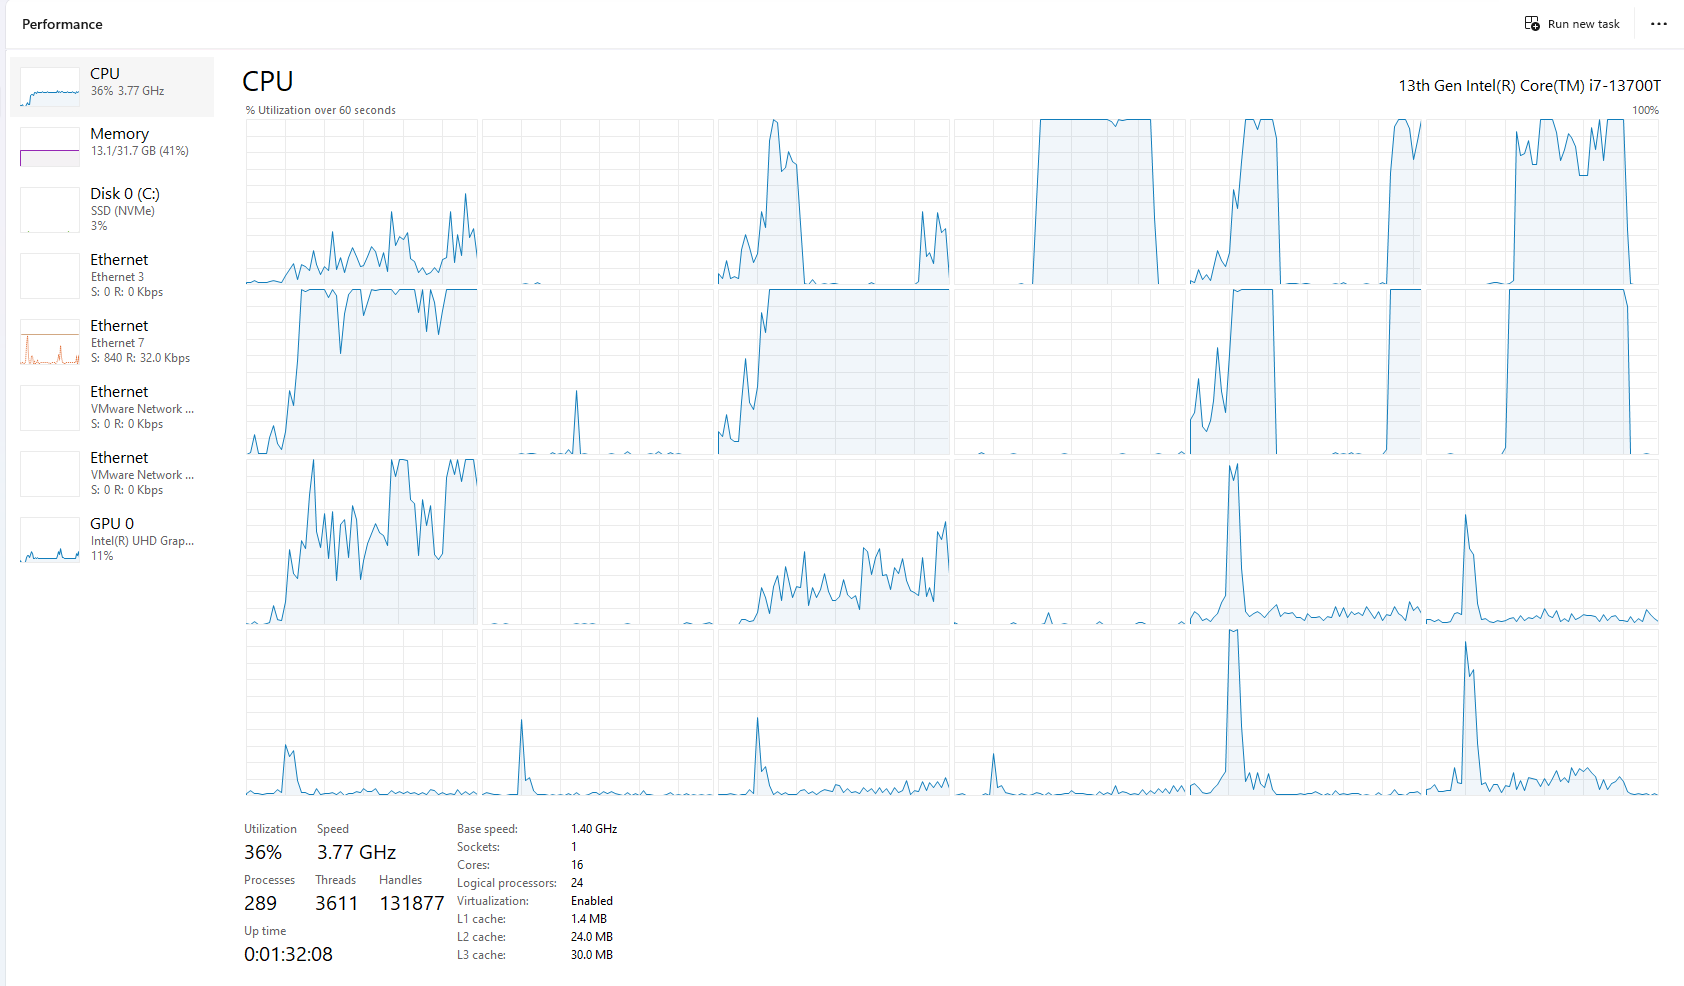 Performance
Run new task
CPU
36% 3.77 GHz
Memory
13.1/31.7 GB (41%)
Disk 0 (C:)
SSD (NVMe)
3%
Ethernet
Ethernet 3
S: 0 R: 0 Kbps
Ethernet
Ethernet 7
S: 840 R: 32.0 Kbps
Ethernet
VMware Network ...
S: 0 R: 0 Kbps
Ethernet
VMware Network ...
S: 0 R: 0 Kbps
GPU 0
Intel(R) UHD Grap...
11%
CPU
13th Gen Intel(R) Core(TM) i7-13700T
% Utilization over 60 seconds
100%
Utilization Speed
36% 3.77 GHz
Processes Threads Handles
289 3611 131877
Up time
0:01:32:08
Base speed: 1.40 GHz
Sockets: 1
Cores: 16
Logical processors: 24
Virtualization: Enabled
L1 cache: 1.4 MB
L2 cache: 24.0 MB
L3 cache: 30.0 MB